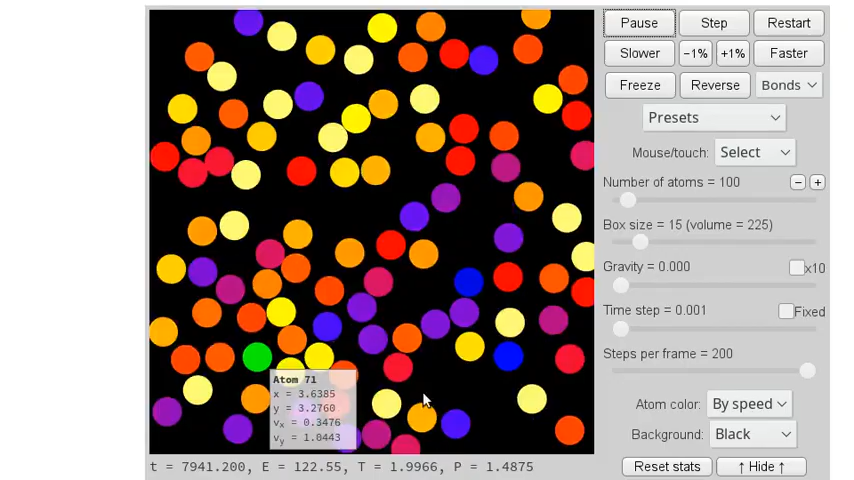 Pause Step Restart
Slower −1% +1% Faster
Freeze Reverse Bonds
Presets
Mouse/touch: Select
Number of atoms = 100 − +
Box size = 15 (volume = 225)
Gravity = 0.000 x10
Time step = 0.001 Fixed
Steps per frame = 200
Atom color: By speed
Background: Black
Reset stats ↑ Hide ↑
Atom 71
x = 3.6385
y = 3.2760
vx = 0.3476
vy = 1.0443
t = 7941.200, E = 122.55, T = 1.9966, P = 1.4875